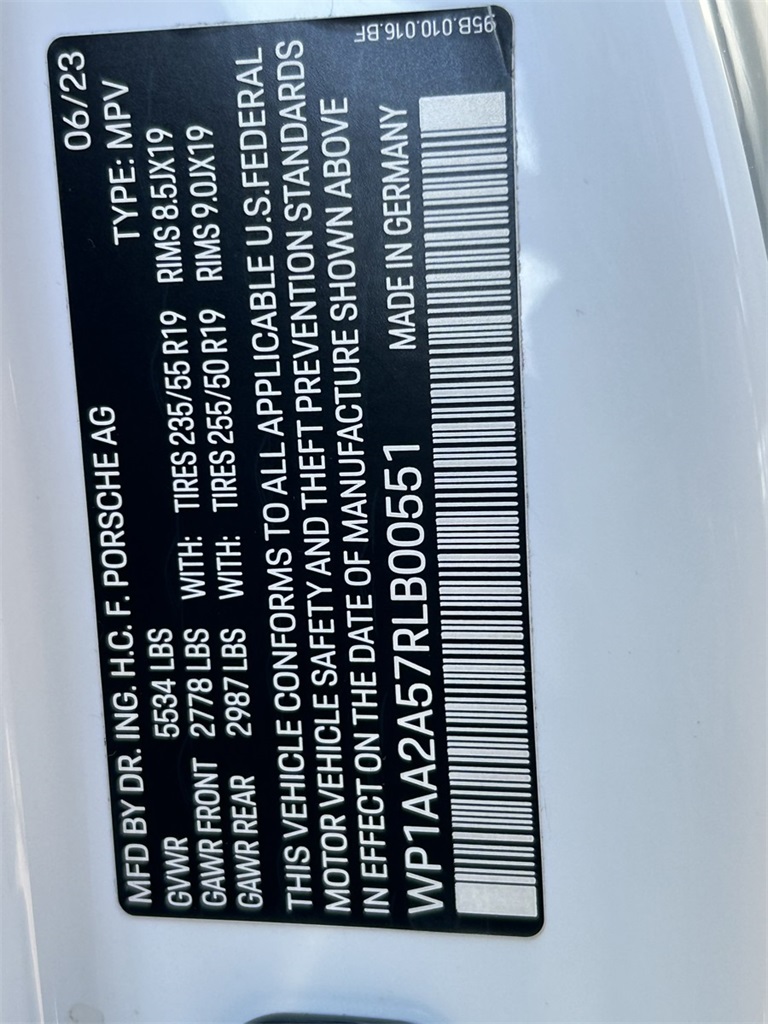 MFD BY DR. ING. H.C. F. PORSCHE AG 06/23
GVWR 5534 LBS TYPE: MPV
GAWR FRONT 2778 LBS WITH: TIRES 235/55 R19 RIMS 8.5JX19
GAWR REAR 2987 LBS WITH: TIRES 255/50 R19 RIMS 9.0JX19
THIS VEHICLE CONFORMS TO ALL APPLICABLE U.S.FEDERAL
MOTOR VEHICLE SAFETY AND THEFT PREVENTION STANDARDS
IN EFFECT ON THE DATE OF MANUFACTURE SHOWN ABOVE
WP1AA2A57RLB00551 MADE IN GERMANY
95B.010.016.BF